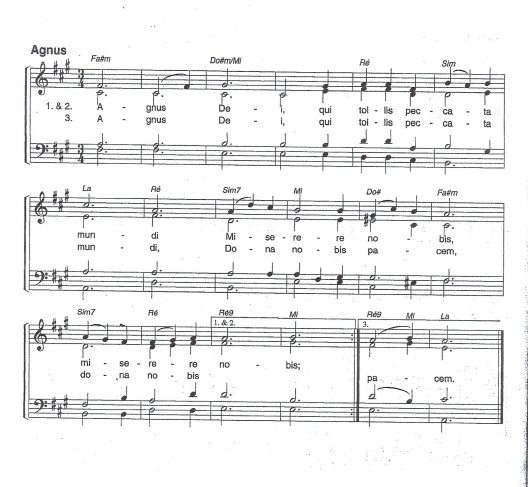 Agnus
Fa#m Do#m/Mi Ré Sim
1. & 2. A - gnus De - i, qui tol - lis pec - ca - ta
3. A - gnus De - i, qui tol - lis pec - ca - ta
La Ré Sim7 Mi Do# Fa#m
mun - di Mi - se - re - re no - bis,
mun - di, Do - na no - bis pa - cem,
Sim7 Ré Ré9 Mi Ré9 Mi La
1. & 2. 3.
mi - se - re - re no - bis;
do - na no - bis pa - cem.